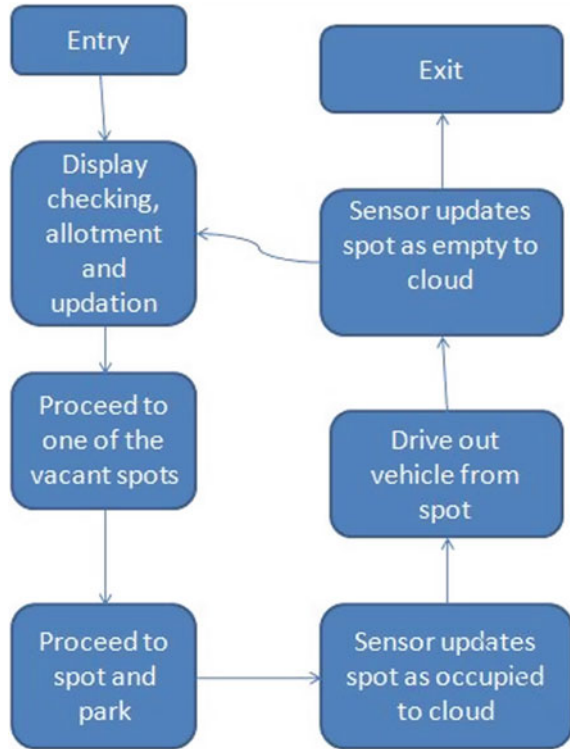 Entry
Display
checking,
allotment
and
updation
Proceed to
one of the
vacant spots
Proceed to
spot and
park
Sensor updates
spot as occupied
to cloud
Drive out
vehicle from
spot
Sensor updates
spot as empty to
cloud
Exit